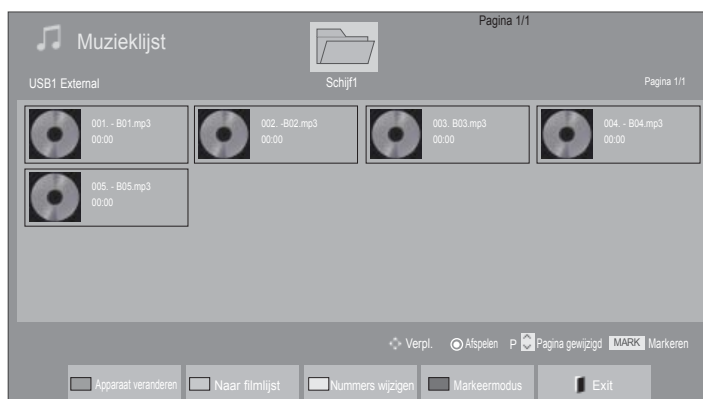 Pagina 1/1
Muzieklijst
USB1 External
Schijf1
Pagina 1/1
001. - B01.mp3
00:00
002. -B02.mp3
00:00
003. B03.mp3
00:00
004. - B04.mp3
00:00
005. - B05.mp3
00:00
Verpl. Afspelen P Pagina gewijzigd MARK Markeren
Apparaat veranderen Naar filmlijst Nummers wijzigen Markeermodus Exit